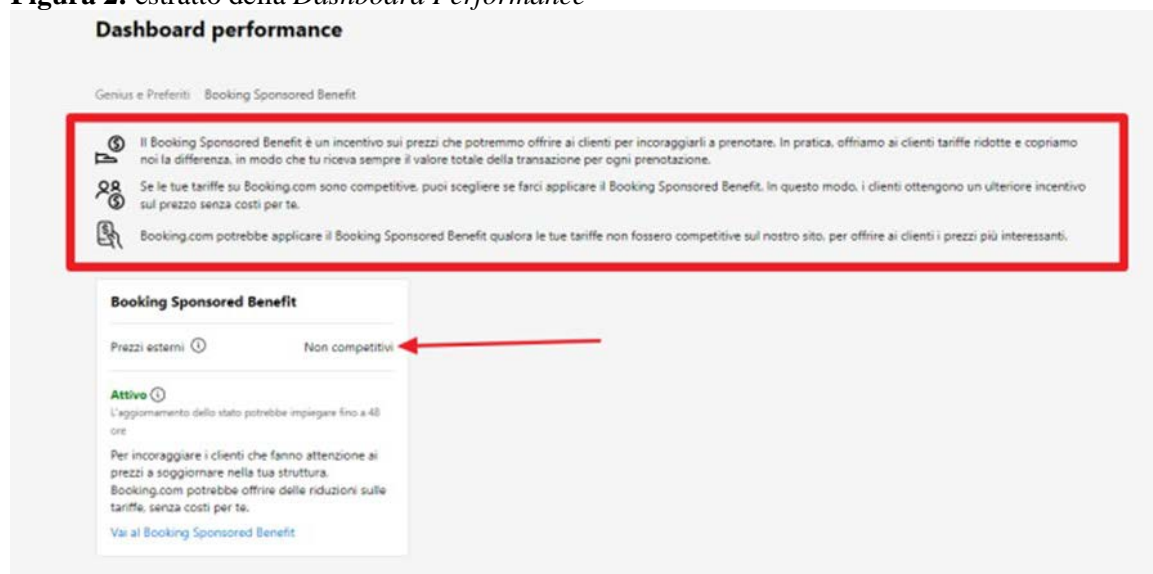 Figura 2: estratto della Dashboard Performance
Dashboard performance
Genius e Preferiti Booking Sponsored Benefit
Il Booking Sponsored Benefit è un incentivo sui prezzi che potremmo offrire ai clienti per incoraggiarli a prenotare. In pratica, offriamo ai clienti tariffe ridotte e copriamo
noi la differenza, in modo che tu riceva sempre il valore totale della transazione per ogni prenotazione.
Se le tue tariffe su Booking.com sono competitive, puoi scegliere se farci applicare il Booking Sponsored Benefit. In questo modo, i clienti ottengono un ulteriore incentivo
sul prezzo senza costi per te.
Booking.com potrebbe applicare il Booking Sponsored Benefit qualora le tue tariffe non fossero competitive sul nostro sito, per offrire ai clienti i prezzi più interessanti.
Booking Sponsored Benefit
Prezzi esterni Non competitivi
Attivo
L'aggiornamento dello stato potrebbe impiegare fino a 48
ore
Per incoraggiare i clienti che fanno attenzione ai
prezzi a soggiornare nella tua struttura,
Booking.com potrebbe offrire delle riduzioni sulle
tariffe, senza costi per te.
Vai al Booking Sponsored Benefit